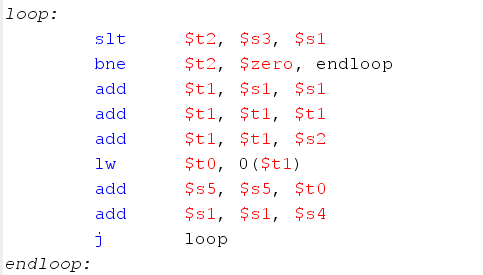 loop:
slt $t2, $s3, $s1
bne $t2, $zero, endloop
add $t1, $s1, $s1
add $t1, $t1, $t1
add $t1, $t1, $s2
lw $t0, 0($t1)
add $s5, $s5, $t0
add $s1, $s1, $s4
j loop
endloop: